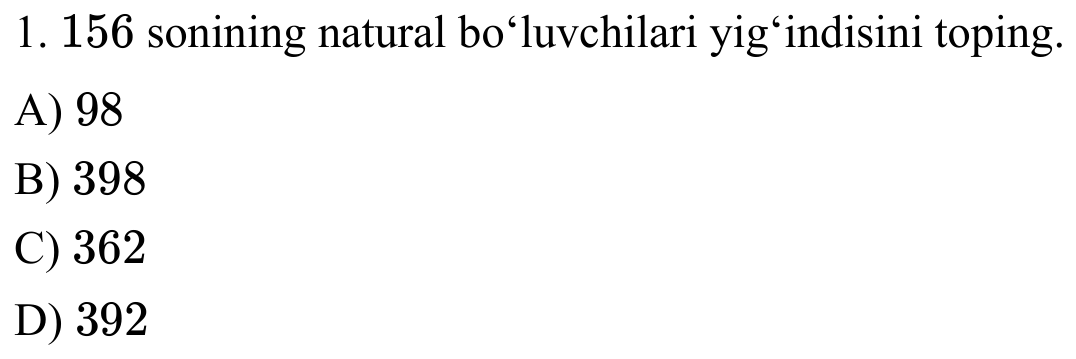 1. 156 sonining natural bo‘luvchilari yig‘indisini toping.
A) 98
B) 398
C) 362
D) 392